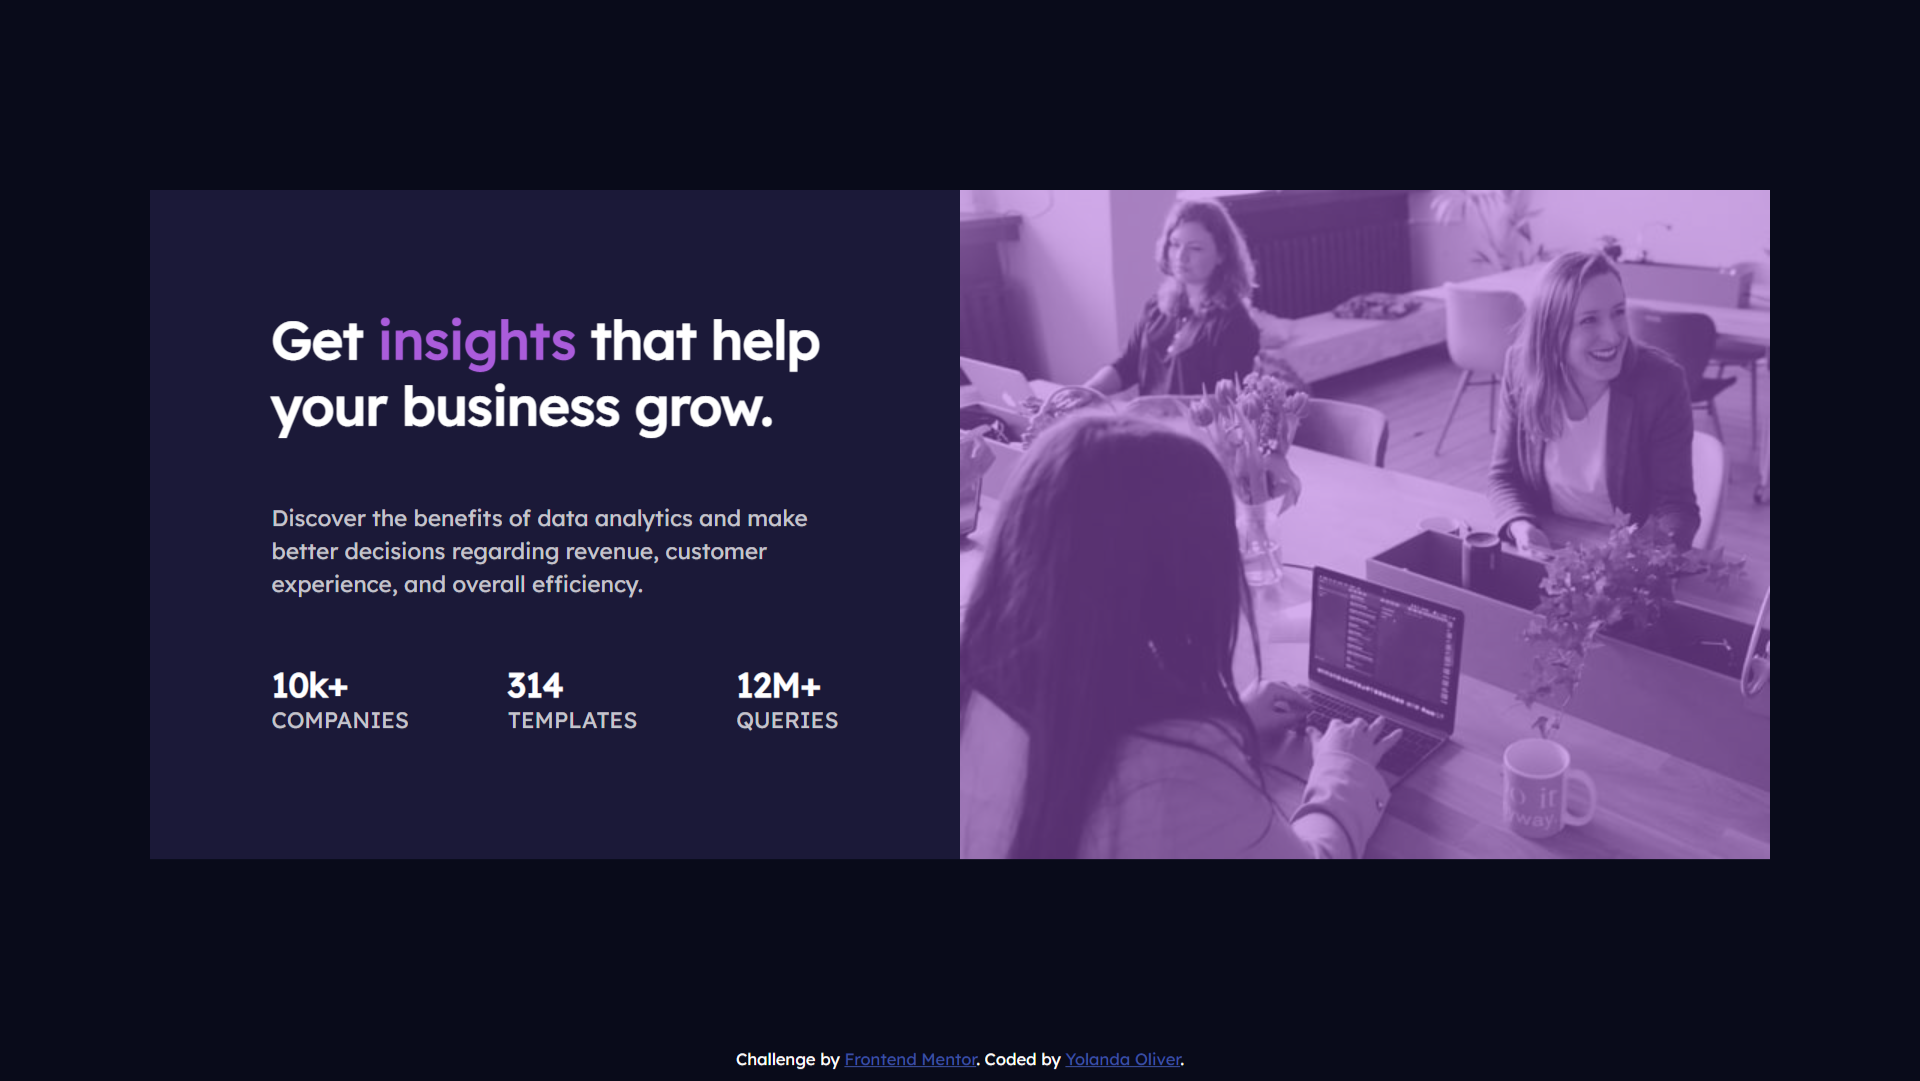 Get insights that help
your business grow.
Discover the benefits of data analytics and make
better decisions regarding revenue, customer
experience, and overall efficiency.
10k+
COMPANIES
314
TEMPLATES
12M+
QUERIES
Challenge by Frontend Mentor. Coded by Yolanda Oliver.